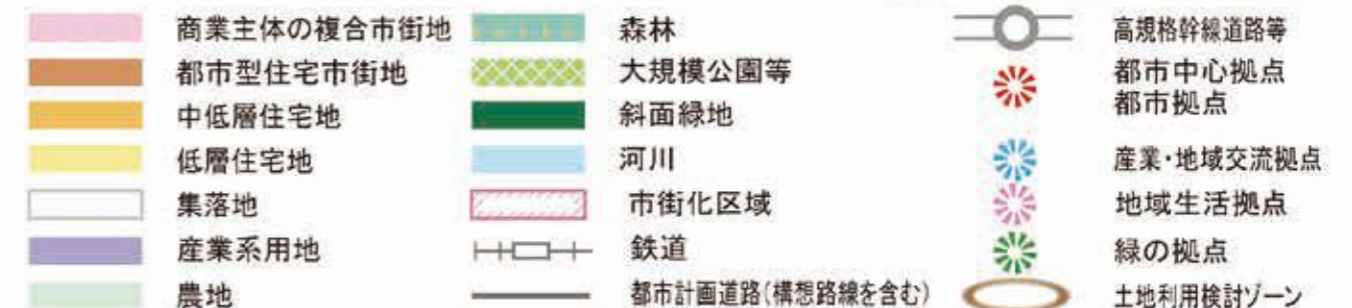 商業主体の複合市街地
都市型住宅市街地
中低層住宅地
低層住宅地
集落地
産業系用地
農地
森林
大規模公園等
斜面緑地
河川
市街化区域
鉄道
都市計画道路(構想路線を含む)
高規格幹線道路等
都市中心拠点
都市拠点
産業・地域交流拠点
地域生活拠点
緑の拠点
土地利用検討ゾーン